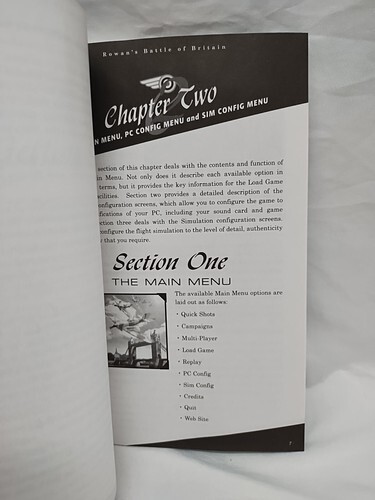 Rowan's Battle of Britain
Chapter Two
MENU, PC CONFIG MENU and SIM CONFIG MENU
section of this chapter deals with the contents and function of
Menu. Not only does it describe each available option in
terms, but it provides the key information for the Load Game
Section two provides a detailed description of the
screens, which allow you to configure the game to
of your PC, including your sound card and game
three deals with the Simulation configuration screens.
configure the flight simulation to the level of detail, authenticity
that you require.
Section One
THE MAIN MENU
The available Main Menu options are
laid out as follows:
• Quick Shots
• Campaigns
• Multi-Player
• Load Game
• Replay
• PC Config
• Sim Config
• Credits
• Quit
• Web Site
7